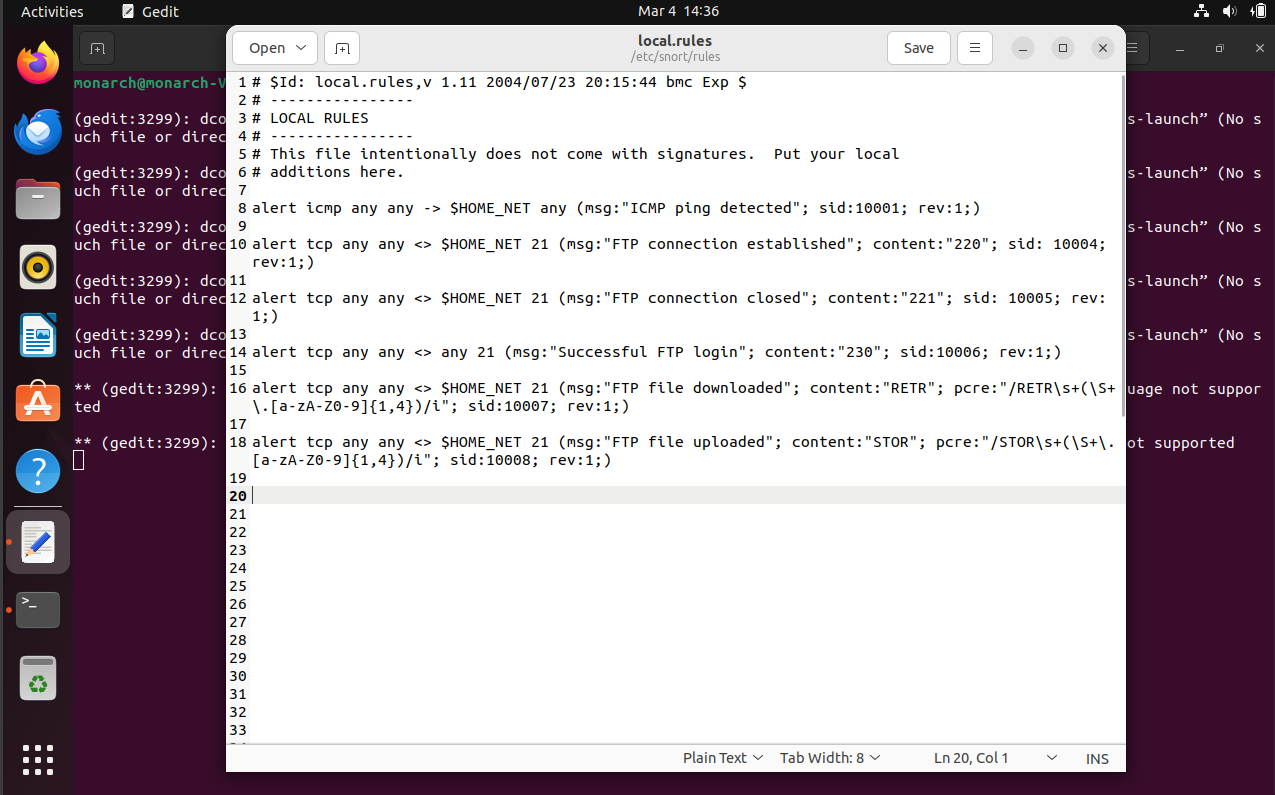 Activities Gedit Mar 4 14:36
Open local.rules Save
/etc/snort/rules
monarch@monarch-V
(gedit:3299): dco s-launch” (No s
uch file or direc
(gedit:3299): dco s-launch” (No s
uch file or direc
(gedit:3299): dco s-launch” (No s
uch file or direc
(gedit:3299): dco s-launch” (No s
uch file or direc
(gedit:3299): dco s-launch” (No s
uch file or direc
** (gedit:3299): uage not suppor
ted
** (gedit:3299): ot supported
1 # $Id: local.rules,v 1.11 2004/07/23 20:15:44 bmc Exp $
2 # ----------------
3 # LOCAL RULES
4 # ----------------
5 # This file intentionally does not come with signatures.  Put your local
6 # additions here.
7
8 alert icmp any any -> $HOME_NET any (msg:"ICMP ping detected"; sid:10001; rev:1;)
9
10 alert tcp any any <> $HOME_NET 21 (msg:"FTP connection established"; content:"220"; sid: 10004;
rev:1;)
11
12 alert tcp any any <> $HOME_NET 21 (msg:"FTP connection closed"; content:"221"; sid: 10005; rev:
1;)
13
14 alert tcp any any <> any 21 (msg:"Successful FTP login"; content:"230"; sid:10006; rev:1;)
15
16 alert tcp any any <> $HOME_NET 21 (msg:"FTP file downloaded"; content:"RETR"; pcre:"/RETR\s+(\S+
\.[a-zA-Z0-9]{1,4})/i"; sid:10007; rev:1;)
17
18 alert tcp any any <> $HOME_NET 21 (msg:"FTP file uploaded"; content:"STOR"; pcre:"/STOR\s+(\S+\.
[a-zA-Z0-9]{1,4})/i"; sid:10008; rev:1;)
19
20
21
22
23
24
25
26
27
28
29
30
31
32
33
Plain Text Tab Width: 8 Ln 20, Col 1 INS